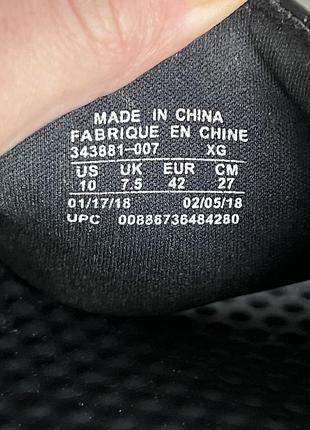 MADE IN CHINA
FABRIQUE EN CHINE
343881-007 XG
US UK EUR CM
10 7.5 42 27
01/17/18 02/05/18
UPC 00886736484280